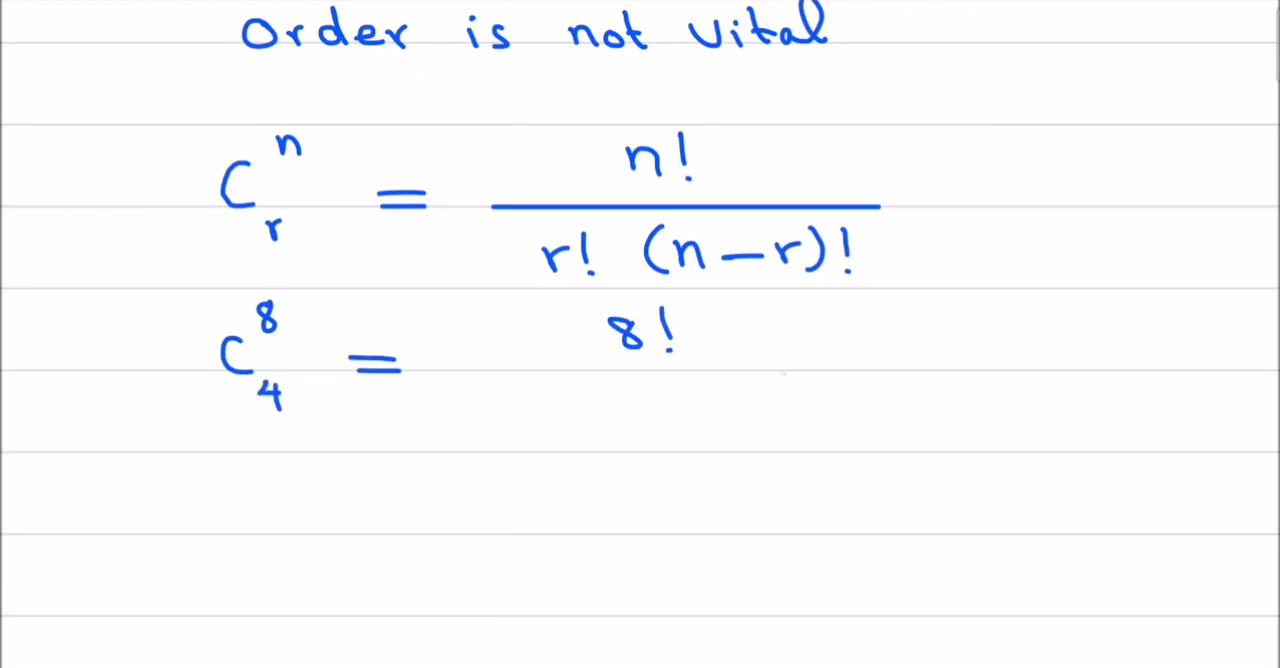 Order is not vital
C^n_r = n! / r! (n - r)!
C^8_4 = 8!